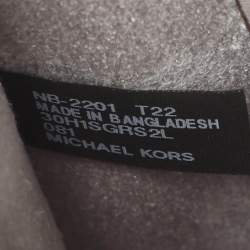 NB-2201 T22
MADE IN BANGLADESH
30H1SGRS2L
081
MICHAEL KORS